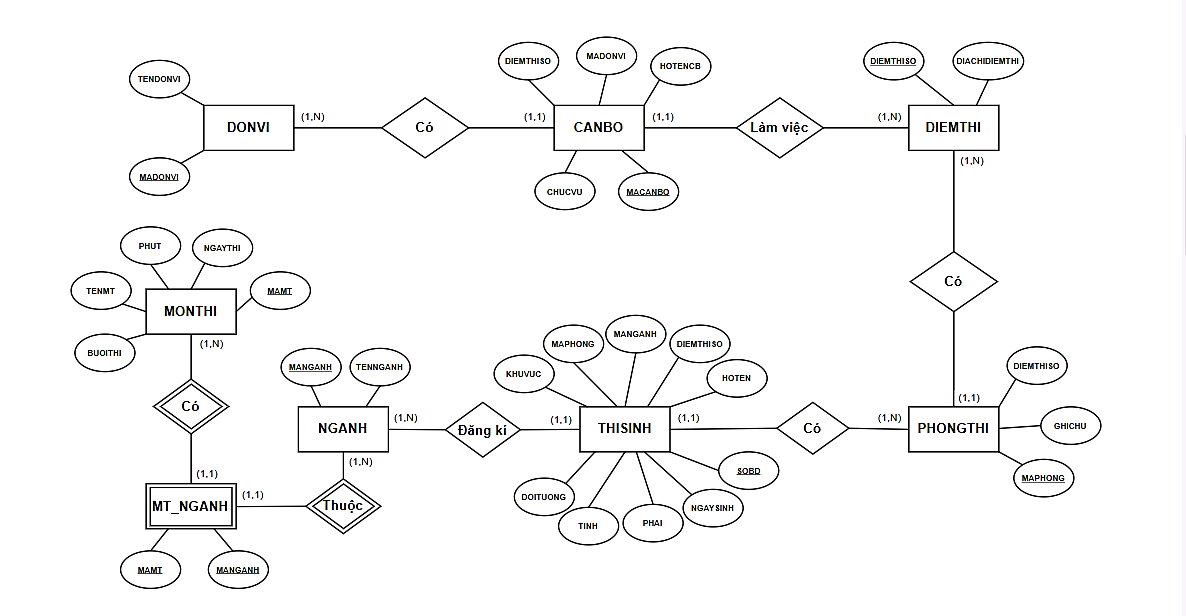 DIEMTHISO
MADONVI
HOTENCB
DIEMTHISO
DIACHIDIEMTHI
TENDONVI
DONVI
(1,N)
Có
(1,1)
CANBO
(1,1)
Làm việc
(1,N)
DIEMTHI
(1,N)
MADONVI
CHUCVU
MACANBO
PHUT
NGAYTHI
TENMT
MAMT
MONTHI
BUOITHI
(1,N)
Có
Có
MANGANH
TENNGANH
KHUVUC
MAPHONG
MANGANH
DIEMTHISO
HOTEN
DIEMTHISO
(1,1)
NGANH
(1,N)
Đăng kí
(1,1)
THISINH
(1,1)
Có
(1,N)
PHONGTHI
GHICHU
MAPHONG
(1,N)
SOBD
DOITUONG
TINH
PHAI
NGAYSINH
(1,1)
MT_NGANH
(1,1)
Thuộc
MAMT
MANGANH